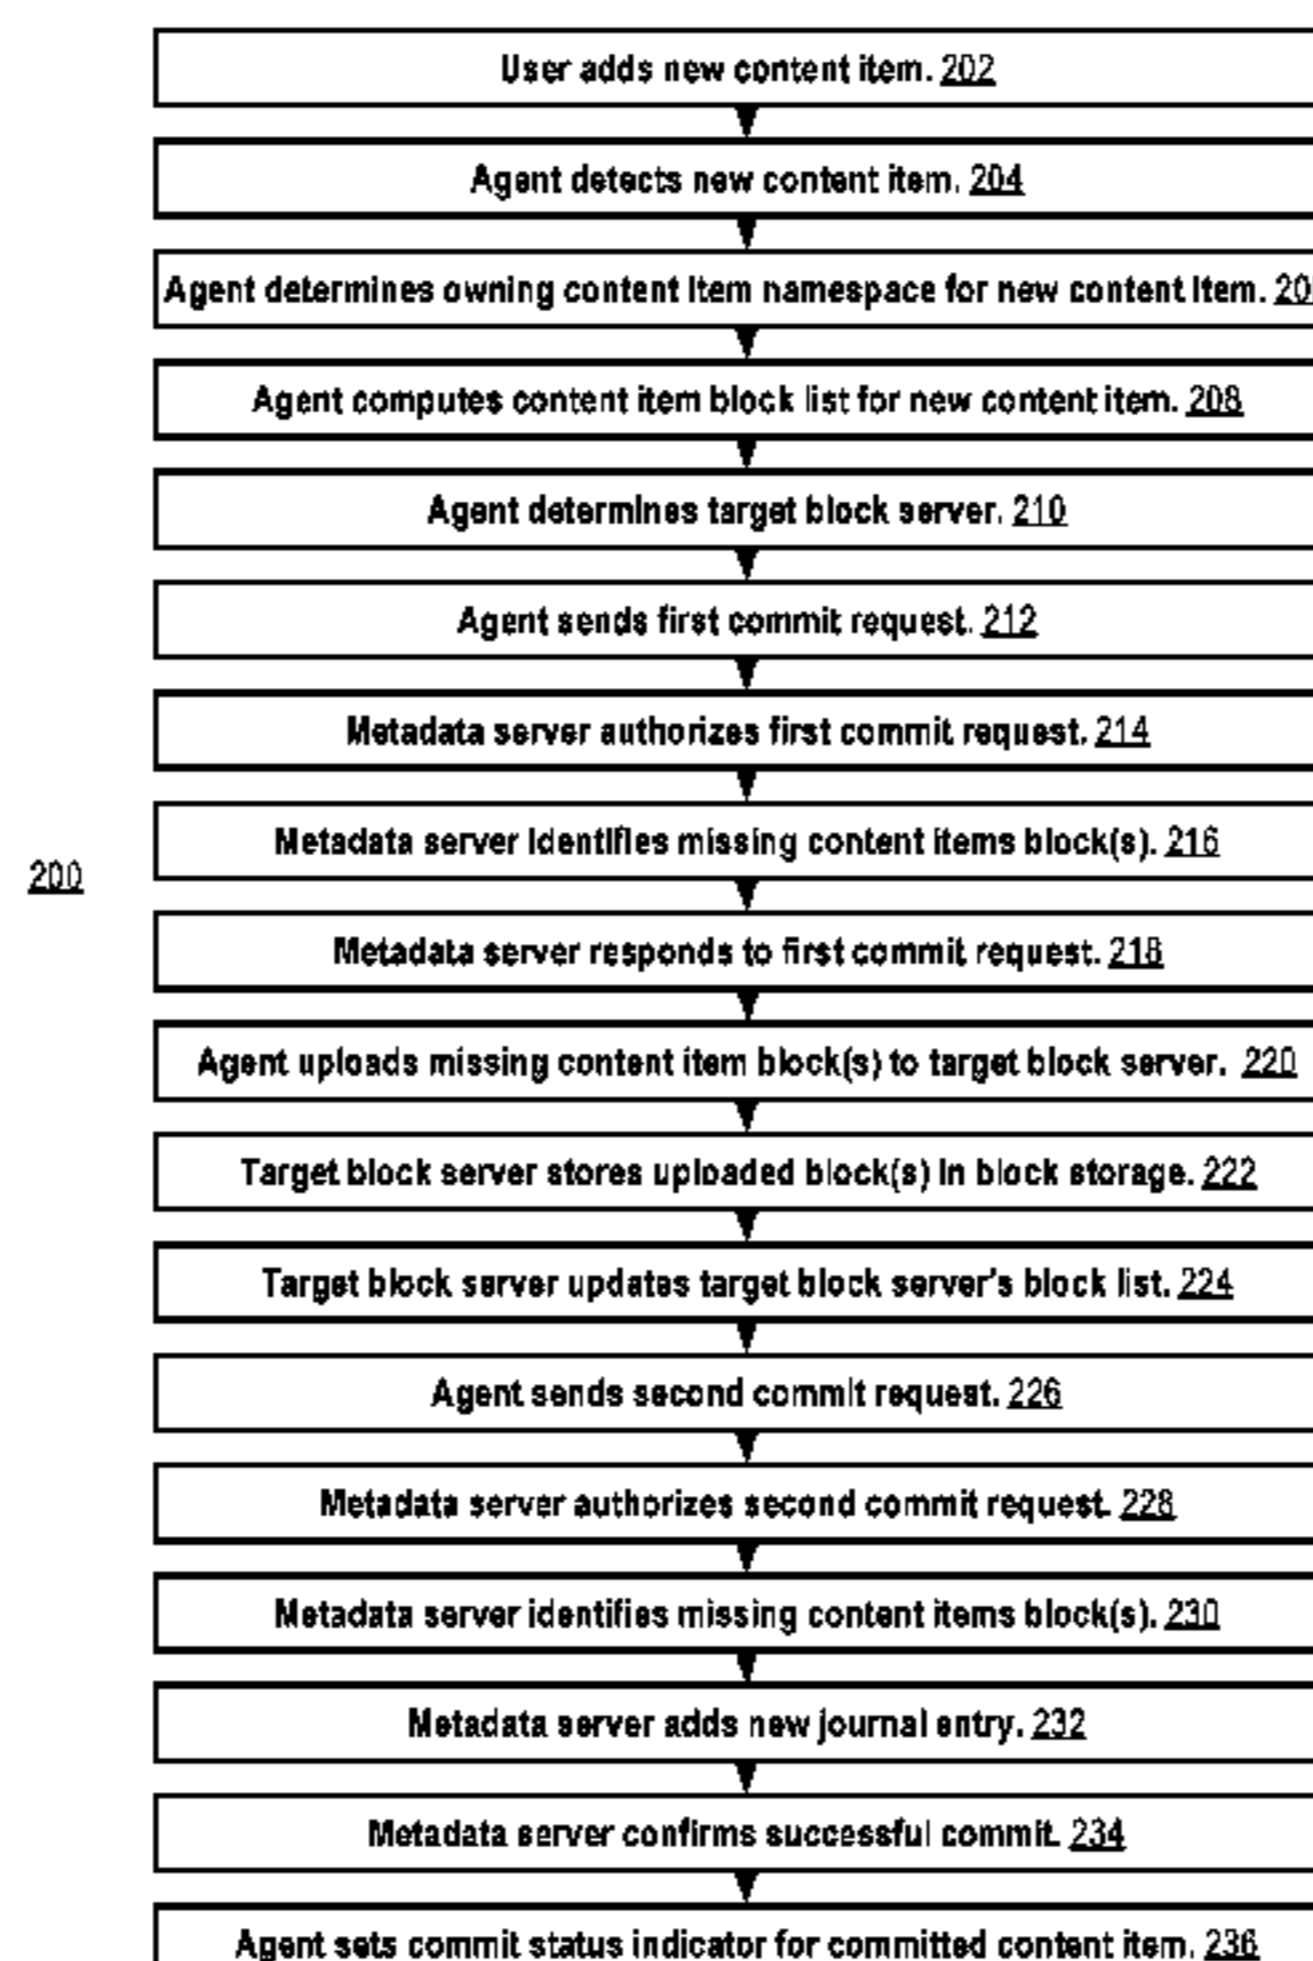 User adds new content item. 202
Agent detects new content item. 204
Agent determines owning content item namespace for new content item. 20
Agent computes content item block list for new content item. 208
Agent determines target block server. 210
Agent sends first commit request. 212
Metadata server authorizes first commit request. 214
Metadata server identifies missing content items block(s). 216
200
Metadata server responds to first commit request. 218
Agent uploads missing content item block(s) to target block server. 220
Target block server stores uploaded block(s) in block storage. 222
Target block server updates target block server's block list. 224
Agent sends second commit request. 226
Metadata server authorizes second commit request. 228
Metadata server identifies missing content items block(s). 230
Metadata server adds new journal entry. 232
Metadata server confirms successful commit. 234
Agent sets commit status indicator for committed content item. 236